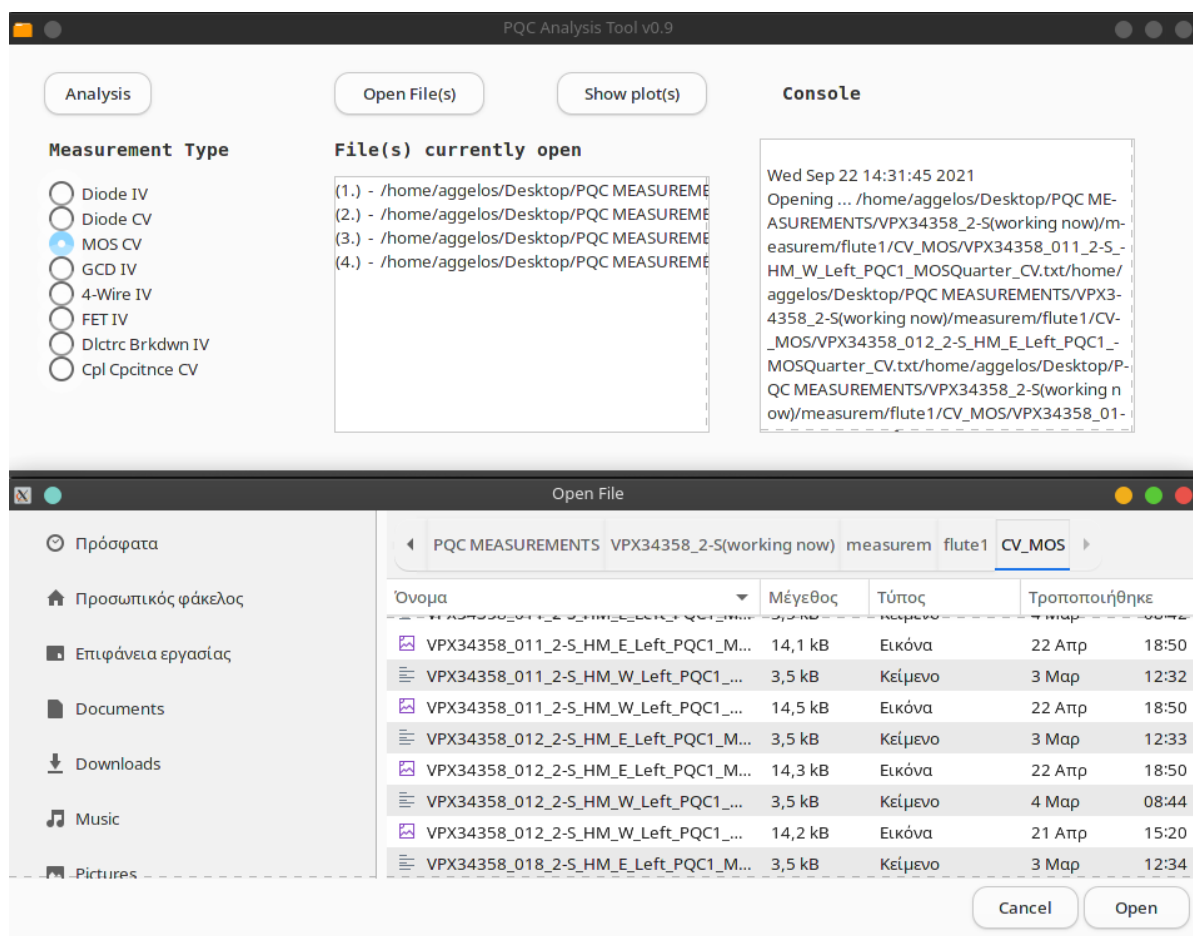 PQC Analysis Tool v0.9
Analysis
Open File(s)
Show plot(s)
Console
Measurement Type
Diode IV
Diode CV
MOS CV
GCD IV
4-Wire IV
FET IV
Dlctrc Brkdwn IV
Cpl Cpcitnce CV
File(s) currently open
(1.) - /home/aggelos/Desktop/PQC MEASUREME
(2.) - /home/aggelos/Desktop/PQC MEASUREME
(3.) - /home/aggelos/Desktop/PQC MEASUREME
(4.) - /home/aggelos/Desktop/PQC MEASUREME
Wed Sep 22 14:31:45 2021
Opening ... /home/aggelos/Desktop/PQC ME-
ASUREMENTS/VPX34358_2-S(working now)/m-
easurem/flute1/CV_MOS/VPX34358_011_2-S_-
HM_W_Left_PQC1_MOSQuarter_CV.txt/home/
aggelos/Desktop/PQC MEASUREMENTS/VPX3-
4358_2-S(working now)/measurem/flute1/CV-
_MOS/VPX34358_012_2-S_HM_E_Left_PQC1_-
MOSQuarter_CV.txt/home/aggelos/Desktop/P-
QC MEASUREMENTS/VPX34358_2-S(working n
ow)/measurem/flute1/CV_MOS/VPX34358_01-
Open File
Πρόσφατα
Προσωπικός φάκελος
Επιφάνεια εργασίας
Documents
Downloads
Music
Pictures
PQC MEASUREMENTS VPX34358_2-S(working now) measurem flute1 CV_MOS
Όνομα Μέγεθος Τύπος Τροποποιήθηκε
VPX34358_011_2-S_HM_E_Left_PQC1_M... 14,1 kB Εικόνα 22 Απρ 18:50
VPX34358_011_2-S_HM_W_Left_PQC1_... 3,5 kB Κείμενο 3 Μαρ 12:32
VPX34358_011_2-S_HM_W_Left_PQC1_... 14,5 kB Εικόνα 22 Απρ 18:50
VPX34358_012_2-S_HM_E_Left_PQC1_M... 3,5 kB Κείμενο 3 Μαρ 12:33
VPX34358_012_2-S_HM_E_Left_PQC1_M... 14,3 kB Εικόνα 22 Απρ 18:50
VPX34358_012_2-S_HM_W_Left_PQC1_... 3,5 kB Κείμενο 4 Μαρ 08:44
VPX34358_012_2-S_HM_W_Left_PQC1_... 14,2 kB Εικόνα 21 Απρ 15:20
VPX34358_018_2-S_HM_E_Left_PQC1_M... 3,5 kB Κείμενο 3 Μαρ 12:34
Cancel
Open